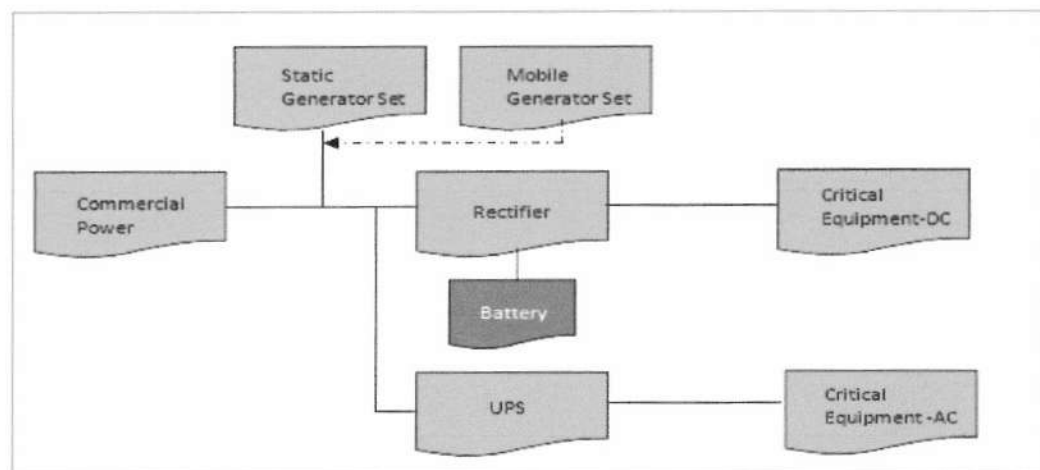 Static
Generator Set
Mobile
Generator Set
Commercial
Power
Rectifier
Critical
Equipment-DC
Battery
UPS
Critical
Equipment -AC